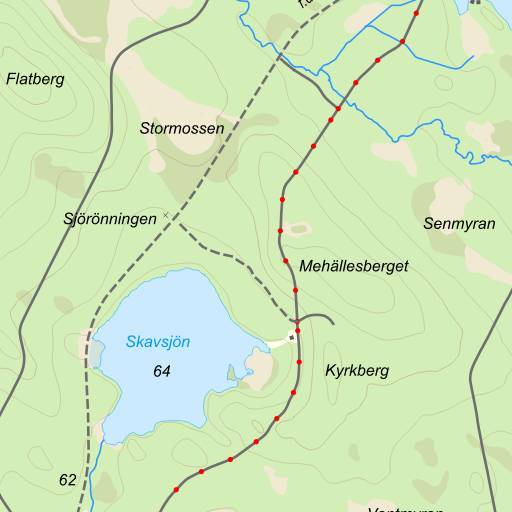 Flatberg
Stormossen
Sjörönningen
Senmyran
Mehällesberget
Skavsjön
64
Kyrkberg
62